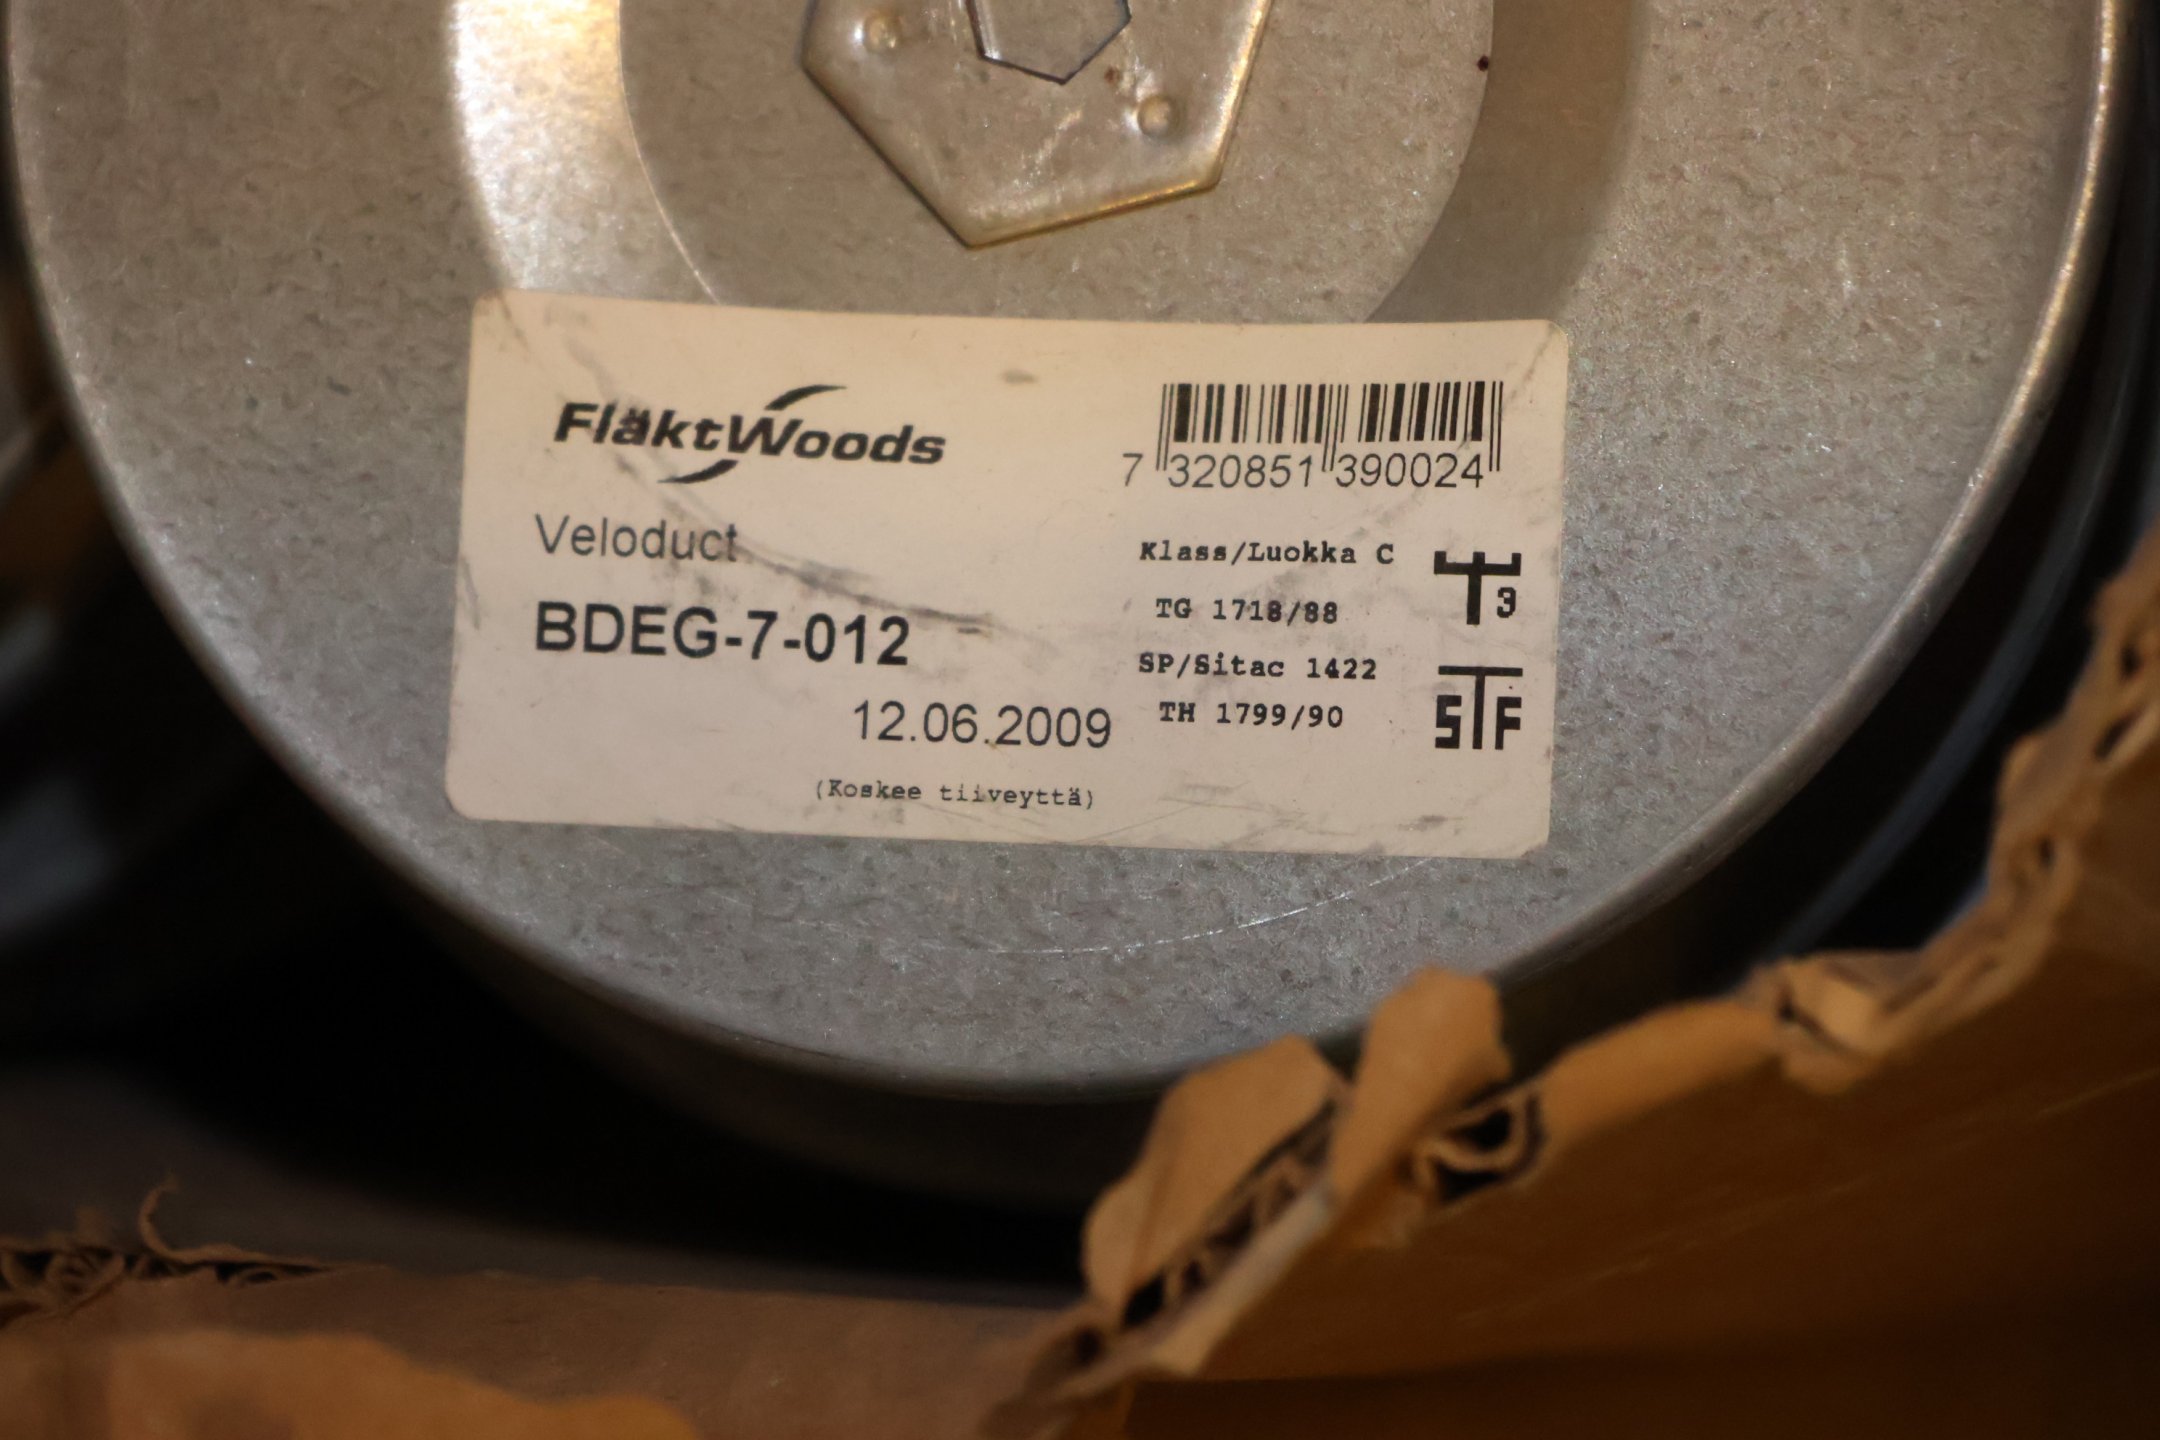 FläktWoods
7 320851 390024
Veloduct
BDEG-7-012
12.06.2009
Klass/Luokka C
TG 1718/88
SP/Sitac 1422
TH 1799/90
3
STF
(Koskee tiiveyttä)